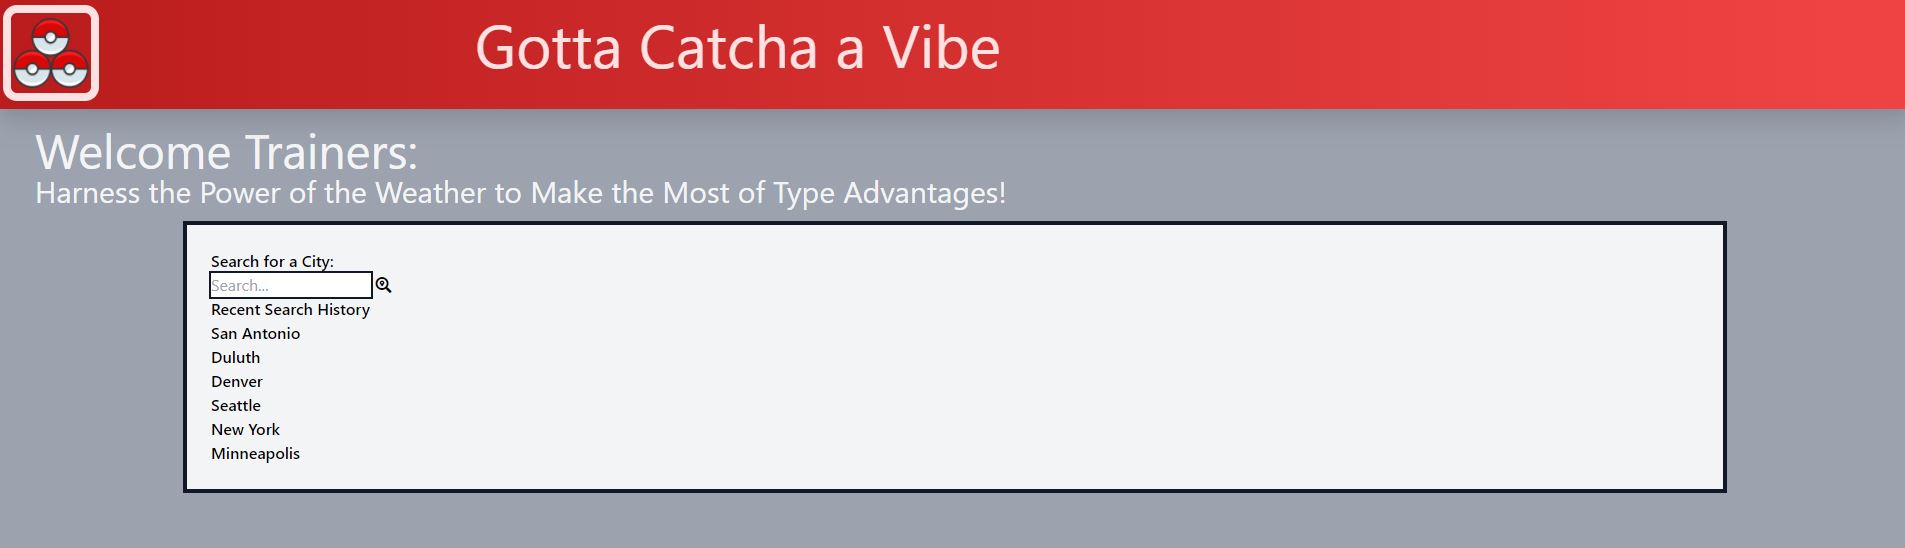 Gotta Catcha a Vibe
Welcome Trainers:
Harness the Power of the Weather to Make the Most of Type Advantages!
Search for a City:
Search...
Recent Search History
San Antonio
Duluth
Denver
Seattle
New York
Minneapolis